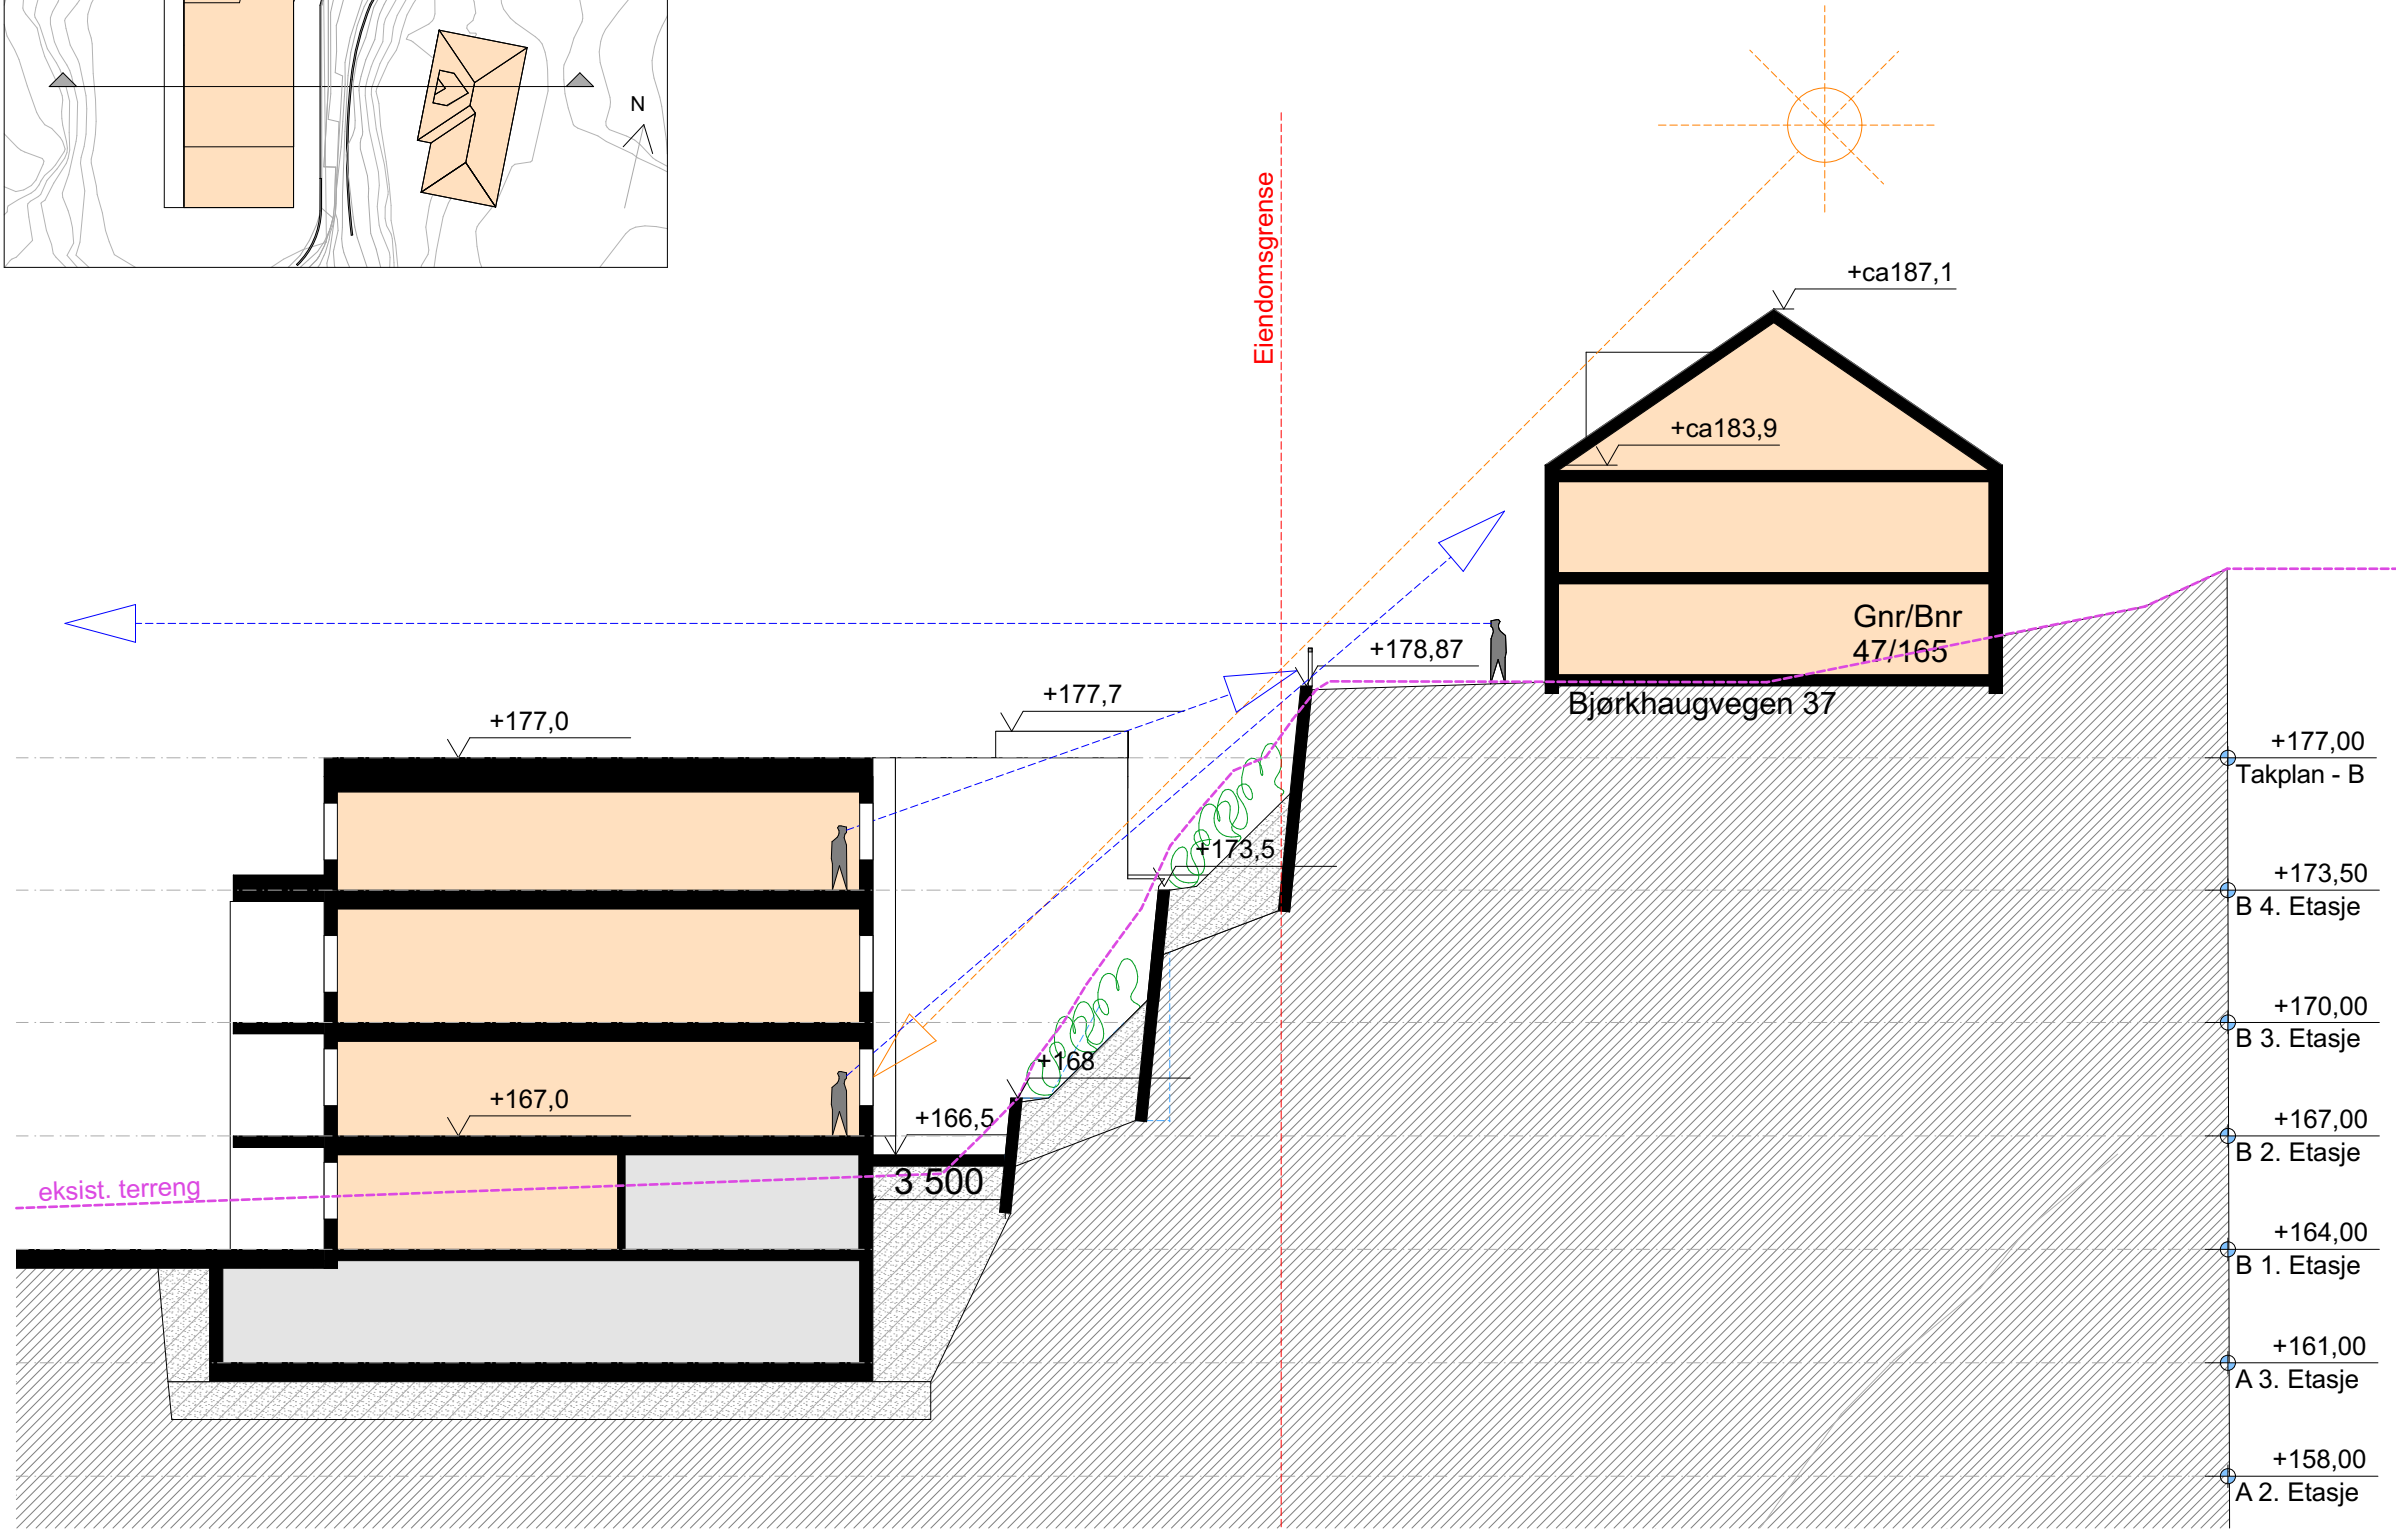 N
Eiendomsgrense
+ca187,1
+ca183,9
Gnr/Bnr
47/165
Bjørkhaugvegen 37
+178,87
+177,7
+177,0
+173,5
+168
+167,0
+166,5
3 500
eksist. terreng
+177,00
Takplan - B
+173,50
B 4. Etasje
+170,00
B 3. Etasje
+167,00
B 2. Etasje
+164,00
B 1. Etasje
+161,00
A 3. Etasje
+158,00
A 2. Etasje